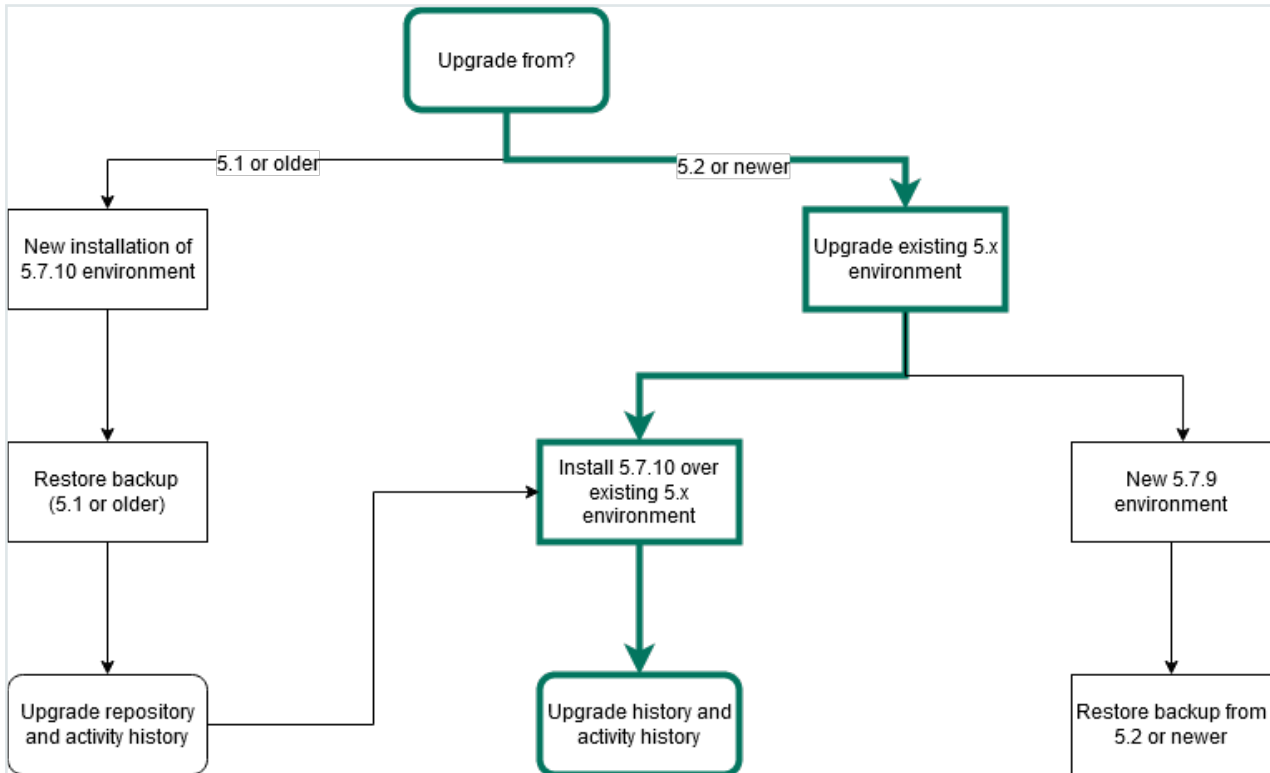 Upgrade from?
5.1 or older
5.2 or newer
New installation of
5.7.10 environment
Upgrade existing 5.x
environment
Restore backup
(5.1 or older)
Install 5.7.10 over
existing 5.x
environment
New 5.7.9
environment
Upgrade repository
and activity history
Upgrade history and
activity history
Restore backup from
5.2 or newer